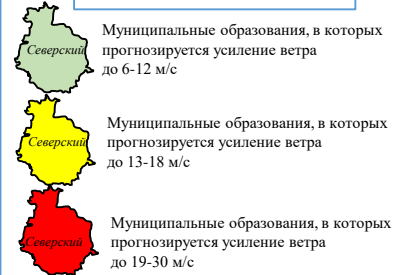 Северский
Муниципальные образования, в которых
прогнозируется усиление ветра
до 6-12 м/с
Северский
Муниципальные образования, в которых
прогнозируется усиление ветра
до 13-18 м/с
Северский
Муниципальные образования, в которых
прогнозируется усиление ветра
до 19-30 м/с